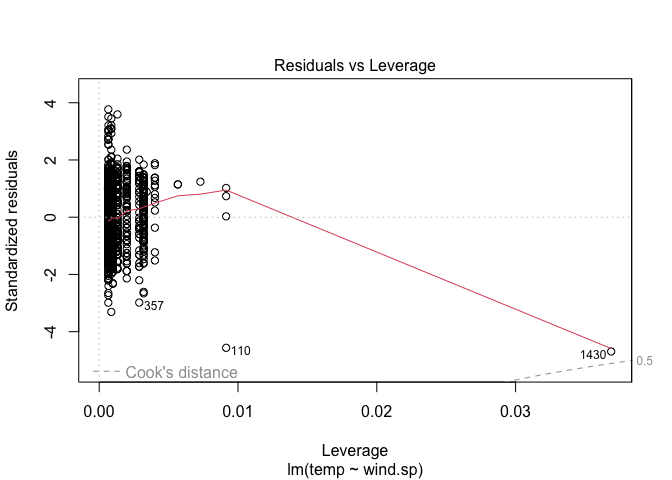 Residuals vs Leverage
Standardized residuals
4
2
0
-2
-4
357
110
1430
0.5
Cook's distance
0.00 0.01 0.02 0.03
Leverage
lm(temp ~ wind.sp)